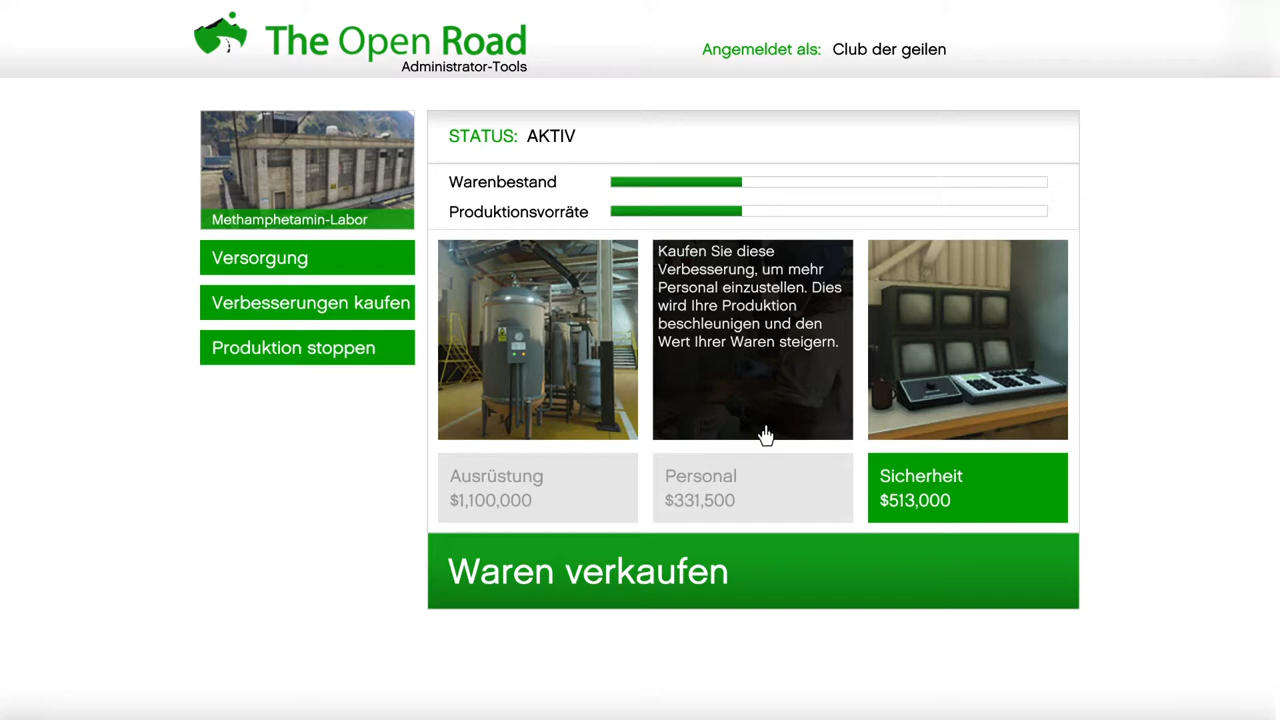 The Open Road
Administrator-Tools
Angemeldet als: Club der geilen
Methamphetamin-Labor
Versorgung
Verbesserungen kaufen
Produktion stoppen
STATUS: AKTIV
Warenbestand
Produktionsvorräte
Kaufen Sie diese
Verbesserung, um mehr
Personal einzustellen. Dies
wird Ihre Produktion
beschleunigen und den
Wert Ihrer Waren steigern.
Ausrüstung
$1,100,000
Personal
$331,500
Sicherheit
$513,000
Waren verkaufen